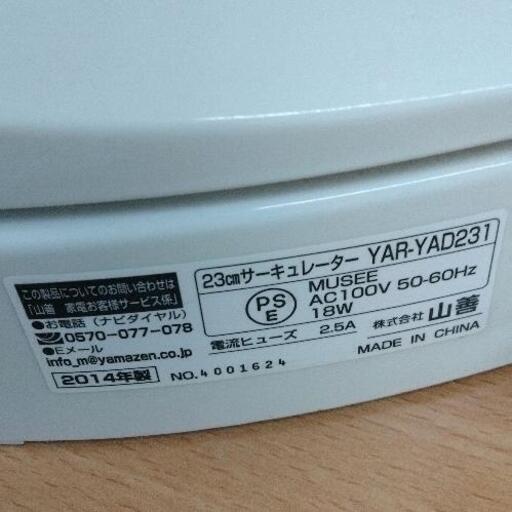 この製品についてのお問い合わせは
「山善 家電お客様サービス係」
●お電話（ナビダイヤル）
0570-077-078
●Eメール
info_m@yamazen.co.jp
2014年製 NO.4001624
23cmサーキュレーター YAR-YAD231
PS
E
MUSEE
AC100V 50-60Hz
18W
電流ヒューズ 2.5A 株式会社 山善
MADE IN CHINA